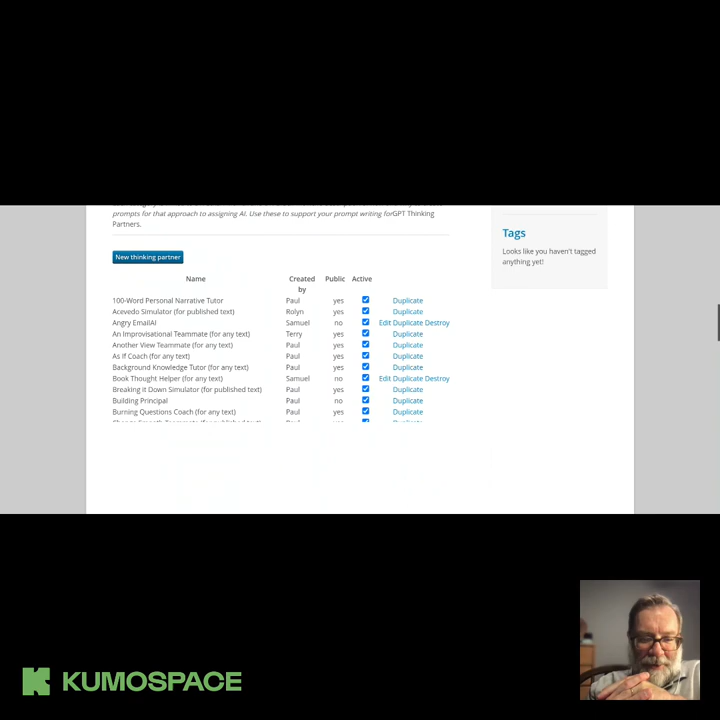 prompts for that approach to assigning AI. Use these to support your prompt writing forGPT Thinking
Partners.
New thinking partner
Name Created by Public Active
100-Word Personal Narrative Tutor Paul yes Duplicate
Acevedo Simulator (for published text) Rolyn yes Duplicate
Angry EmailAI Samuel no Edit Duplicate Destroy
An Improvisational Teammate (for any text) Terry yes Duplicate
Another View Teammate (for any text) Paul yes Duplicate
As If Coach (for any text) Paul yes Duplicate
Background Knowledge Tutor (for any text) Paul yes Duplicate
Book Thought Helper (for any text) Samuel no Edit Duplicate Destroy
Breaking It Down Simulator (for published text) Paul yes Duplicate
Building Principal Paul no Duplicate
Burning Questions Coach (for any text) Paul yes Duplicate
Tags
Looks like you haven't tagged
anything yet!
KUMOSPACE